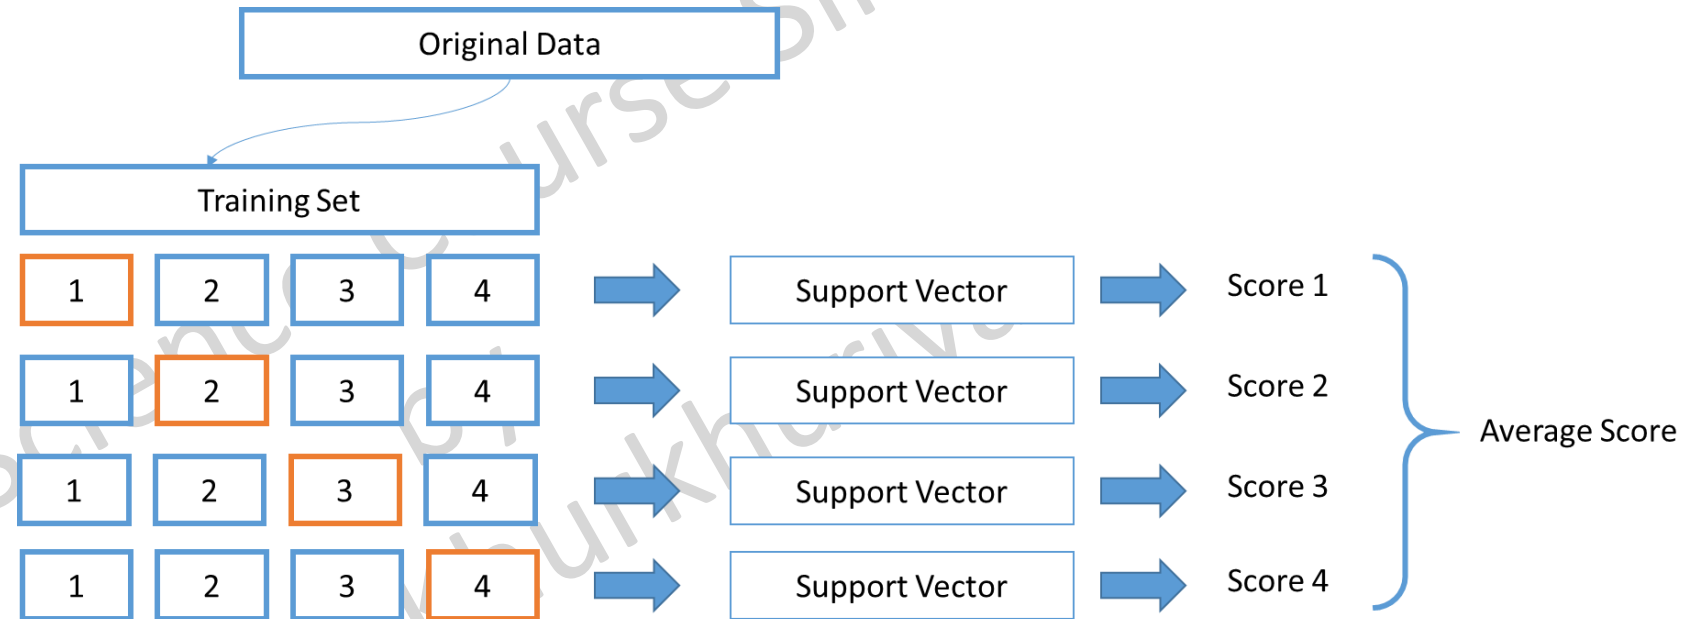 Original Data
Training Set
1 2 3 4 Support Vector Score 1
1 2 3 4 Support Vector Score 2
Average Score
1 2 3 4 Support Vector Score 3
1 2 3 4 Support Vector Score 4